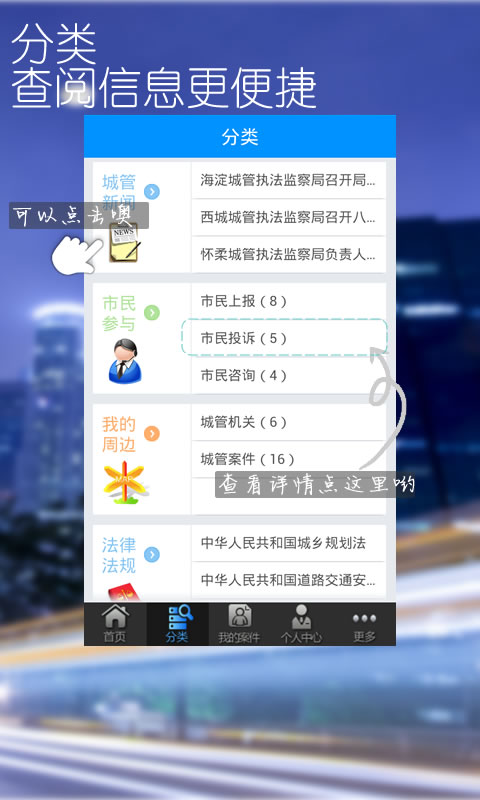 分类
查阅信息更便捷
分类
城管
新闻
海淀城管执法监察局召开局...
西城城管执法监察局召开八...
怀柔城管执法监察局负责人...
可以点击噢
NEWS
市民
参与
市民上报（8）
市民投诉（5）
市民咨询（4）
我的
周边
城管机关（6）
城管案件（16）
查看详情点这里哟
法律
法规
中华人民共和国城乡规划法
中华人民共和国道路交通安...
首页
分类
我的案件
个人中心
更多